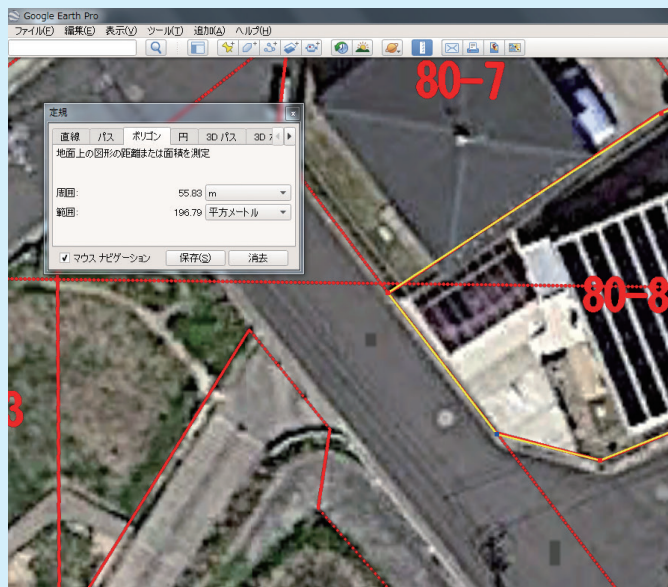 Google Earth Pro
ファイル(F) 編集(E) 表示(V) ツール(T) 追加(A) ヘルプ(H)
80-7
定規
直線 パス ポリゴン 円 3D パス
地面上の図形の距離または面積を測定
周囲: 55.83 m
範囲: 196.79 平方メートル
マウス ナビゲーション 保存(S) 消去
80-8
3